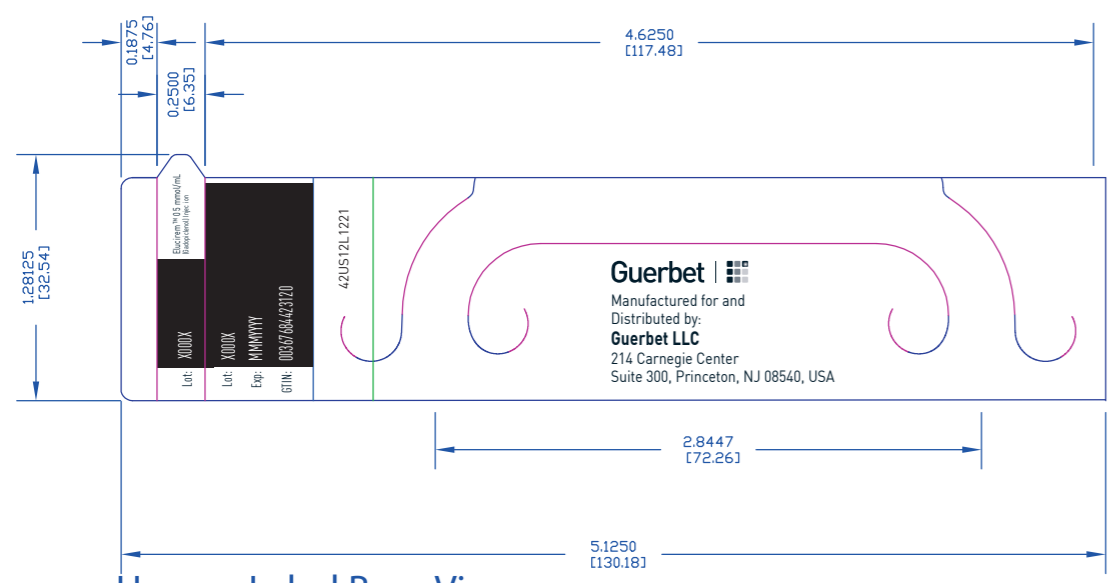 0.1875
[4.76]
4.6250
[117.48]
0.2500
[6.35]
1.28125
[32.54]
Elucirem™ 0.5 mmol/mL
Lot: X000X
Lot: X000X
Exp: MMMYYYY
GTIN: 00367684423120
42US12L1221
Guerbet
Manufactured for and
Distributed by:
Guerbet LLC
214 Carnegie Center
Suite 300, Princeton, NJ 08540, USA
2.8447
[72.26]
5.1250
[130.18]